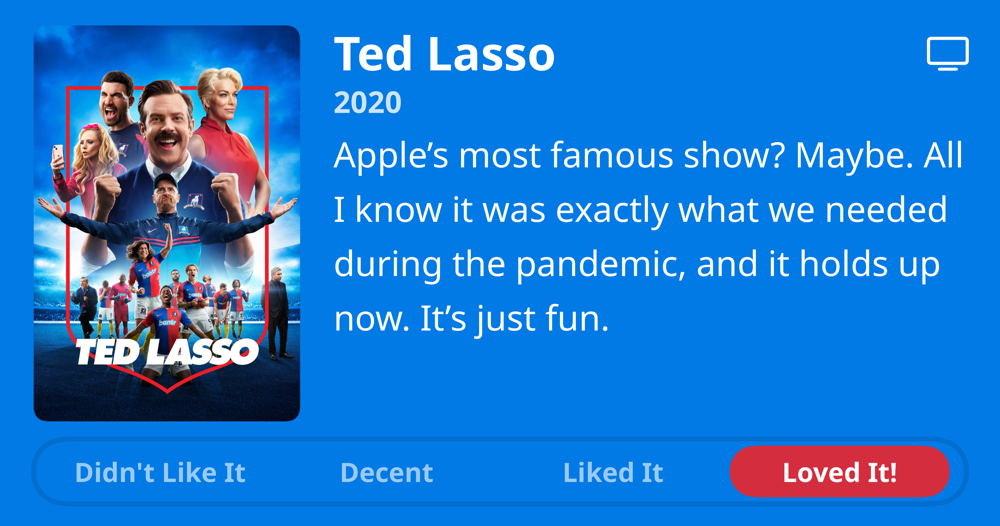 Ted Lasso
2020
Apple’s most famous show? Maybe. All
I know it was exactly what we needed
during the pandemic, and it holds up
now. It’s just fun.
TED LASSO
Didn't Like It
Decent
Liked It
Loved It!